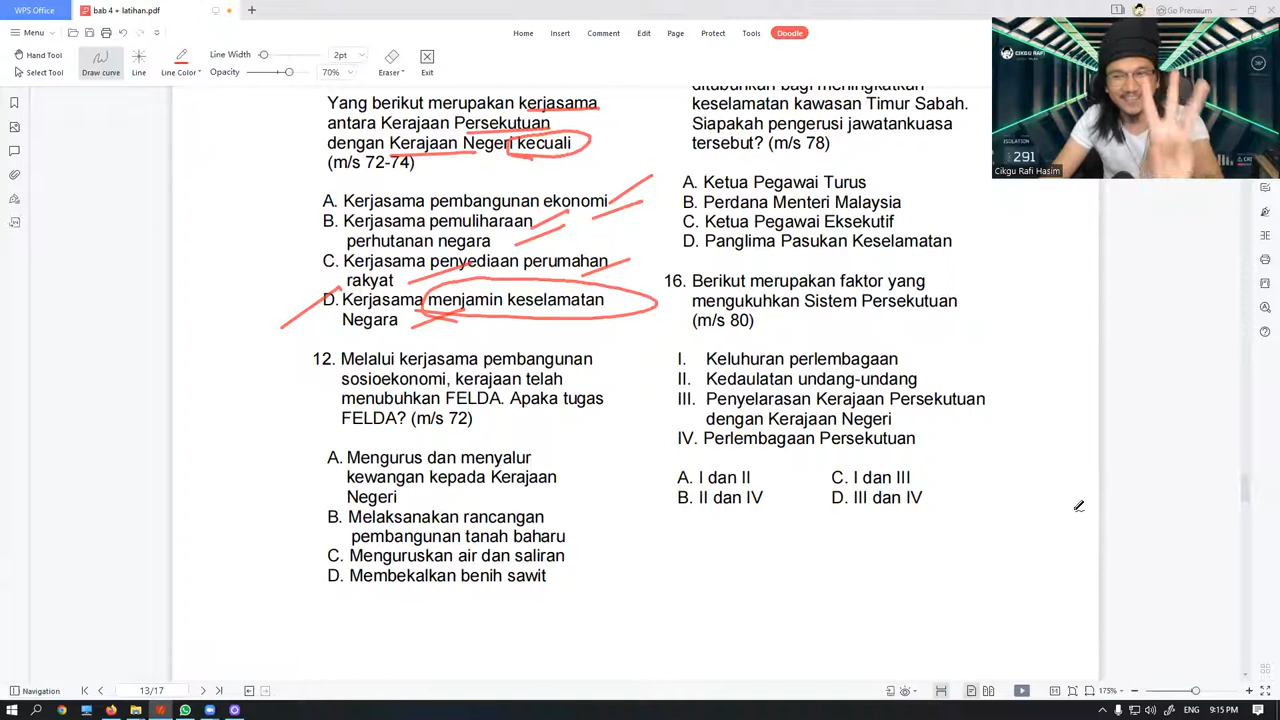 WPS Office
bab 4 + latihan.pdf
Go Premium
Menu
Home
Insert
Comment
Edit
Page
Protect
Tools
Doodle
Hand Tool
Select Tool
Draw curve
Line
Line Color
Line Width
2pt
Opacity
70%
Eraser
Exit
CIKGU RAFI
ISOLATION
291
Cikgu Rafi Hasim
Yang berikut merupakan kerjasama
antara Kerajaan Persekutuan
dengan Kerajaan Negeri kecuali
(m/s 72-74)
A. Kerjasama pembangunan ekonomi
B. Kerjasama pemuliharaan
perhutanan negara
C. Kerjasama penyediaan perumahan
rakyat
D. Kerjasama menjamin keselamatan
Negara
12. Melalui kerjasama pembangunan
sosioekonomi, kerajaan telah
menubuhkan FELDA. Apaka tugas
FELDA? (m/s 72)
A. Mengurus dan menyalur
kewangan kepada Kerajaan
Negeri
B. Melaksanakan rancangan
pembangunan tanah baharu
C. Menguruskan air dan saliran
D. Membekalkan benih sawit
ditubuhkan bagi meningkatkan
keselamatan kawasan Timur Sabah.
Siapakah pengerusi jawatankuasa
tersebut? (m/s 78)
A. Ketua Pegawai Turus
B. Perdana Menteri Malaysia
C. Ketua Pegawai Eksekutif
D. Panglima Pasukan Keselamatan
16. Berikut merupakan faktor yang
mengukuhkan Sistem Persekutuan
(m/s 80)
I. Keluhuran perlembagaan
II. Kedaulatan undang-undang
III. Penyelarasan Kerajaan Persekutuan
dengan Kerajaan Negeri
IV. Perlembagaan Persekutuan
A. I dan II
C. I dan III
B. II dan IV
D. III dan IV
Navigation
13/17
175%
9:15 PM